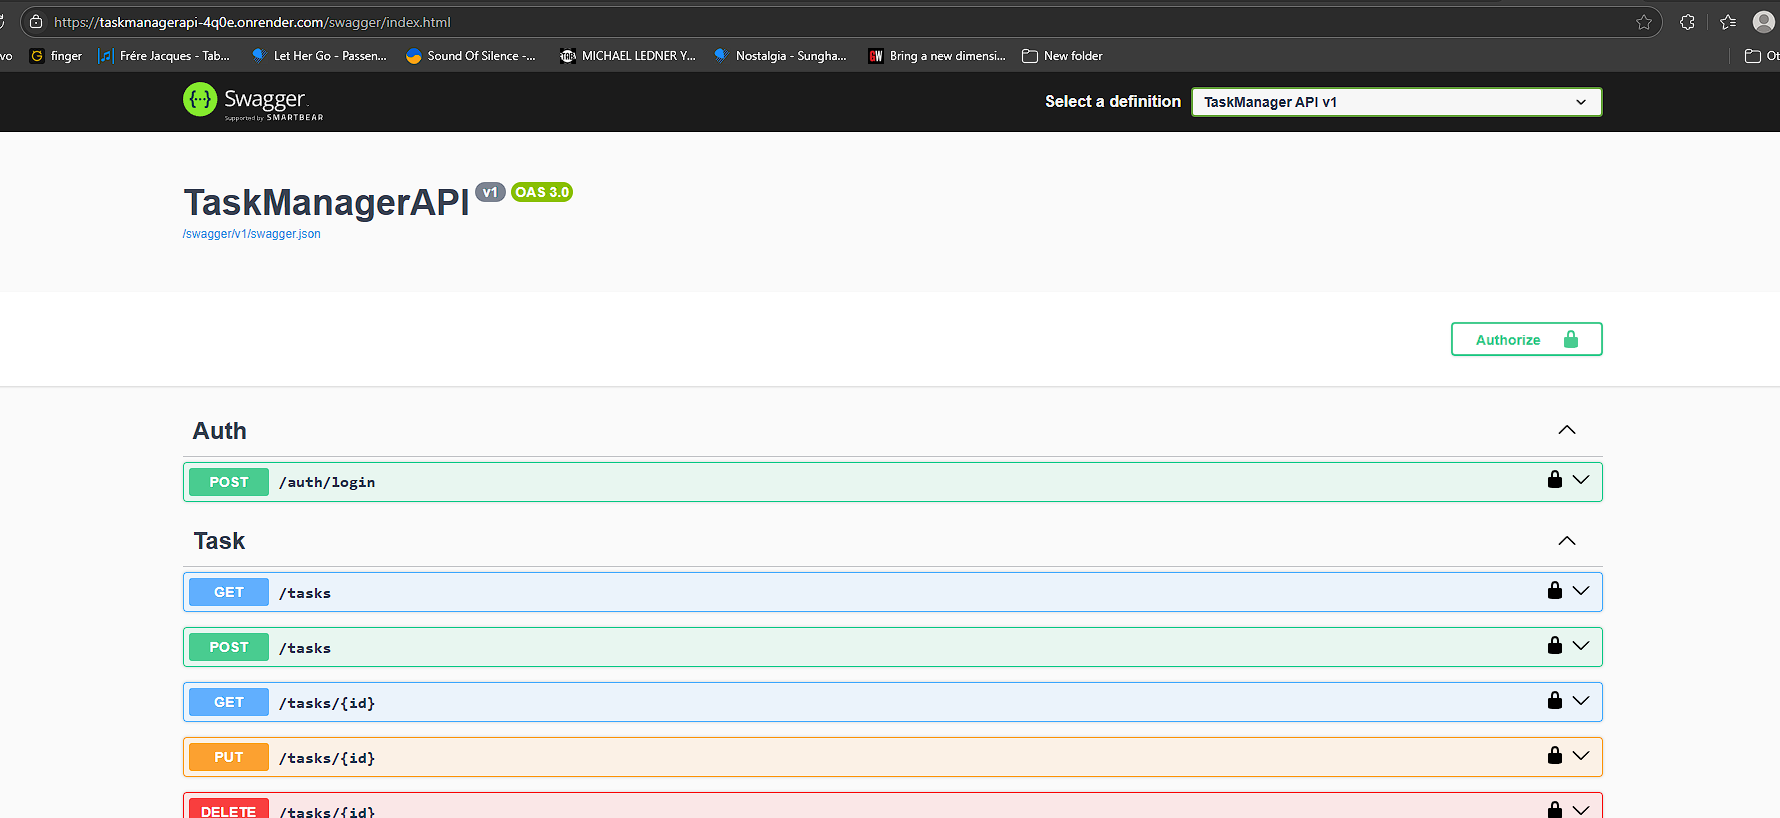 https://taskmanagerapi-4q0e.onrender.com/swagger/index.html
vo finger Frére Jacques - Tab... Let Her Go - Passen... Sound Of Silence -... MICHAEL LEDNER Y... Nostalgia - Sungha... GW Bring a new dimensi... New folder Ot
Swagger. Select a definition TaskManager API v1
Supported by SMARTBEAR
TaskManagerAPI v1 OAS 3.0
/swagger/v1/swagger.json
Authorize
Auth
POST /auth/login
Task
GET /tasks
POST /tasks
GET /tasks/{id}
PUT /tasks/{id}
DELETE /tasks/{id}